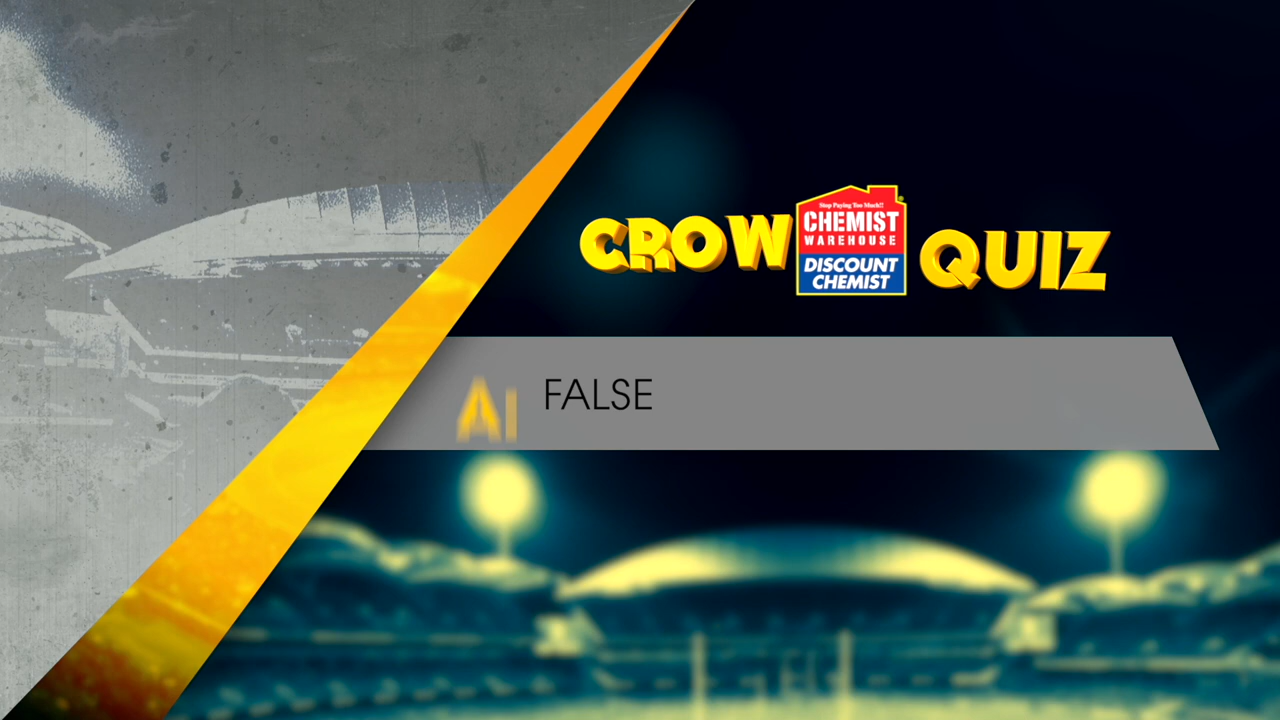 CROW QUIZ
Stop Paying Too Much!!
CHEMIST
WAREHOUSE
DISCOUNT
CHEMIST
FALSE